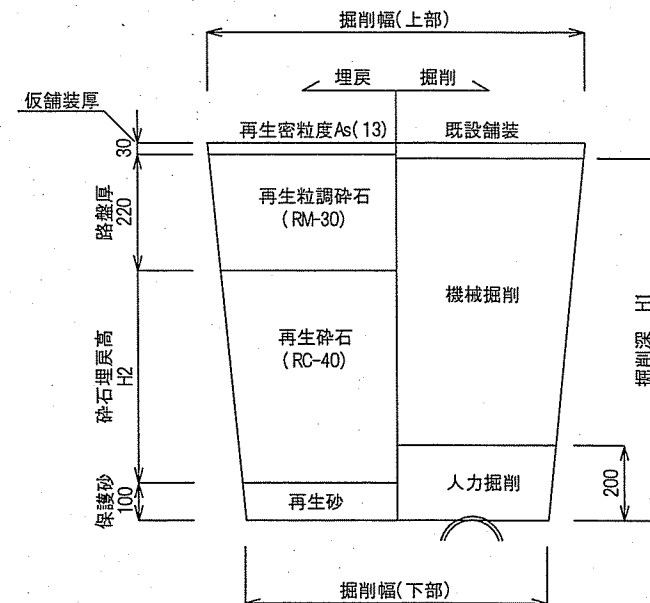 掘削幅(上部)
埋戻 掘削
仮舗装厚
再生密粒度As(13) 既設舗装
30
路盤厚
220
再生粒調砕石
(RM-30)
機械掘削
掘削深 H1
再生砕石
(RC-40)
砕石埋戻高
H2
保護砂
100
再生砂
人力掘削
200
掘削幅(下部)